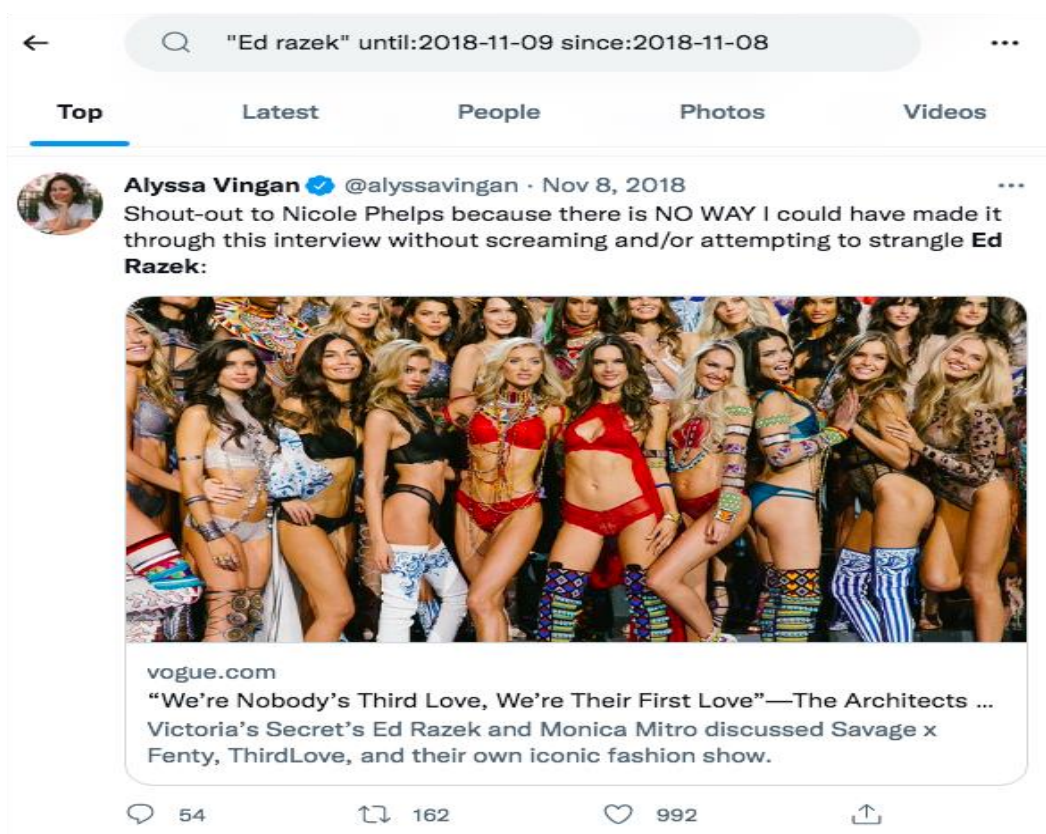 "Ed razek" until:2018-11-09 since:2018-11-08
Top Latest People Photos Videos
Alyssa Vingan @alyssavingan · Nov 8, 2018
Shout-out to Nicole Phelps because there is NO WAY I could have made it
through this interview without screaming and/or attempting to strangle Ed
Razek:
vogue.com
“We’re Nobody’s Third Love, We’re Their First Love”—The Architects ...
Victoria’s Secret’s Ed Razek and Monica Mitro discussed Savage x
Fenty, ThirdLove, and their own iconic fashion show.
54 162 992